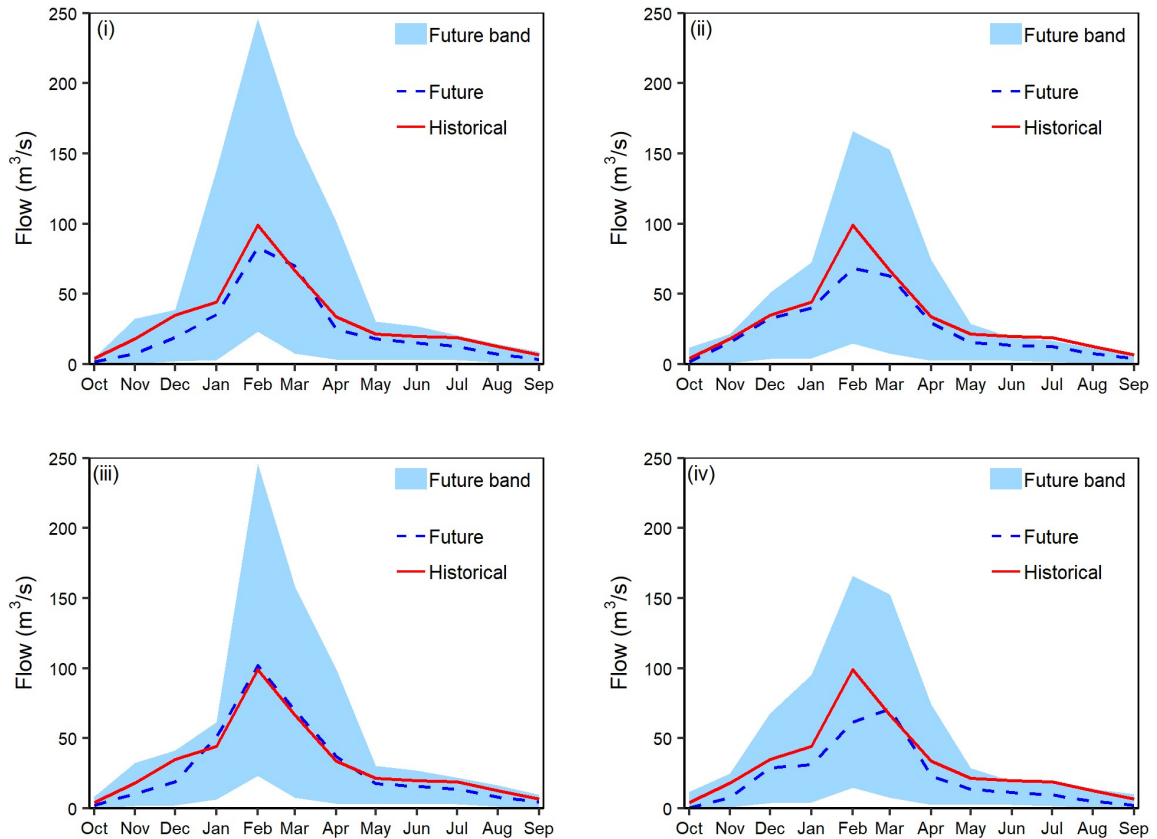 (i)
Flow (m³/s)
250
200
150
100
50
0
Future band
Future
Historical
Oct Nov Dec Jan Feb Mar Apr May Jun Jul Aug Sep
(ii)
Flow (m³/s)
250
200
150
100
50
0
Future band
Future
Historical
Oct Nov Dec Jan Feb Mar Apr May Jun Jul Aug Sep
(iii)
Flow (m³/s)
250
200
150
100
50
0
Future band
Future
Historical
Oct Nov Dec Jan Feb Mar Apr May Jun Jul Aug Sep
(iv)
Flow (m³/s)
250
200
150
100
50
0
Future band
Future
Historical
Oct Nov Dec Jan Feb Mar Apr May Jun Jul Aug Sep